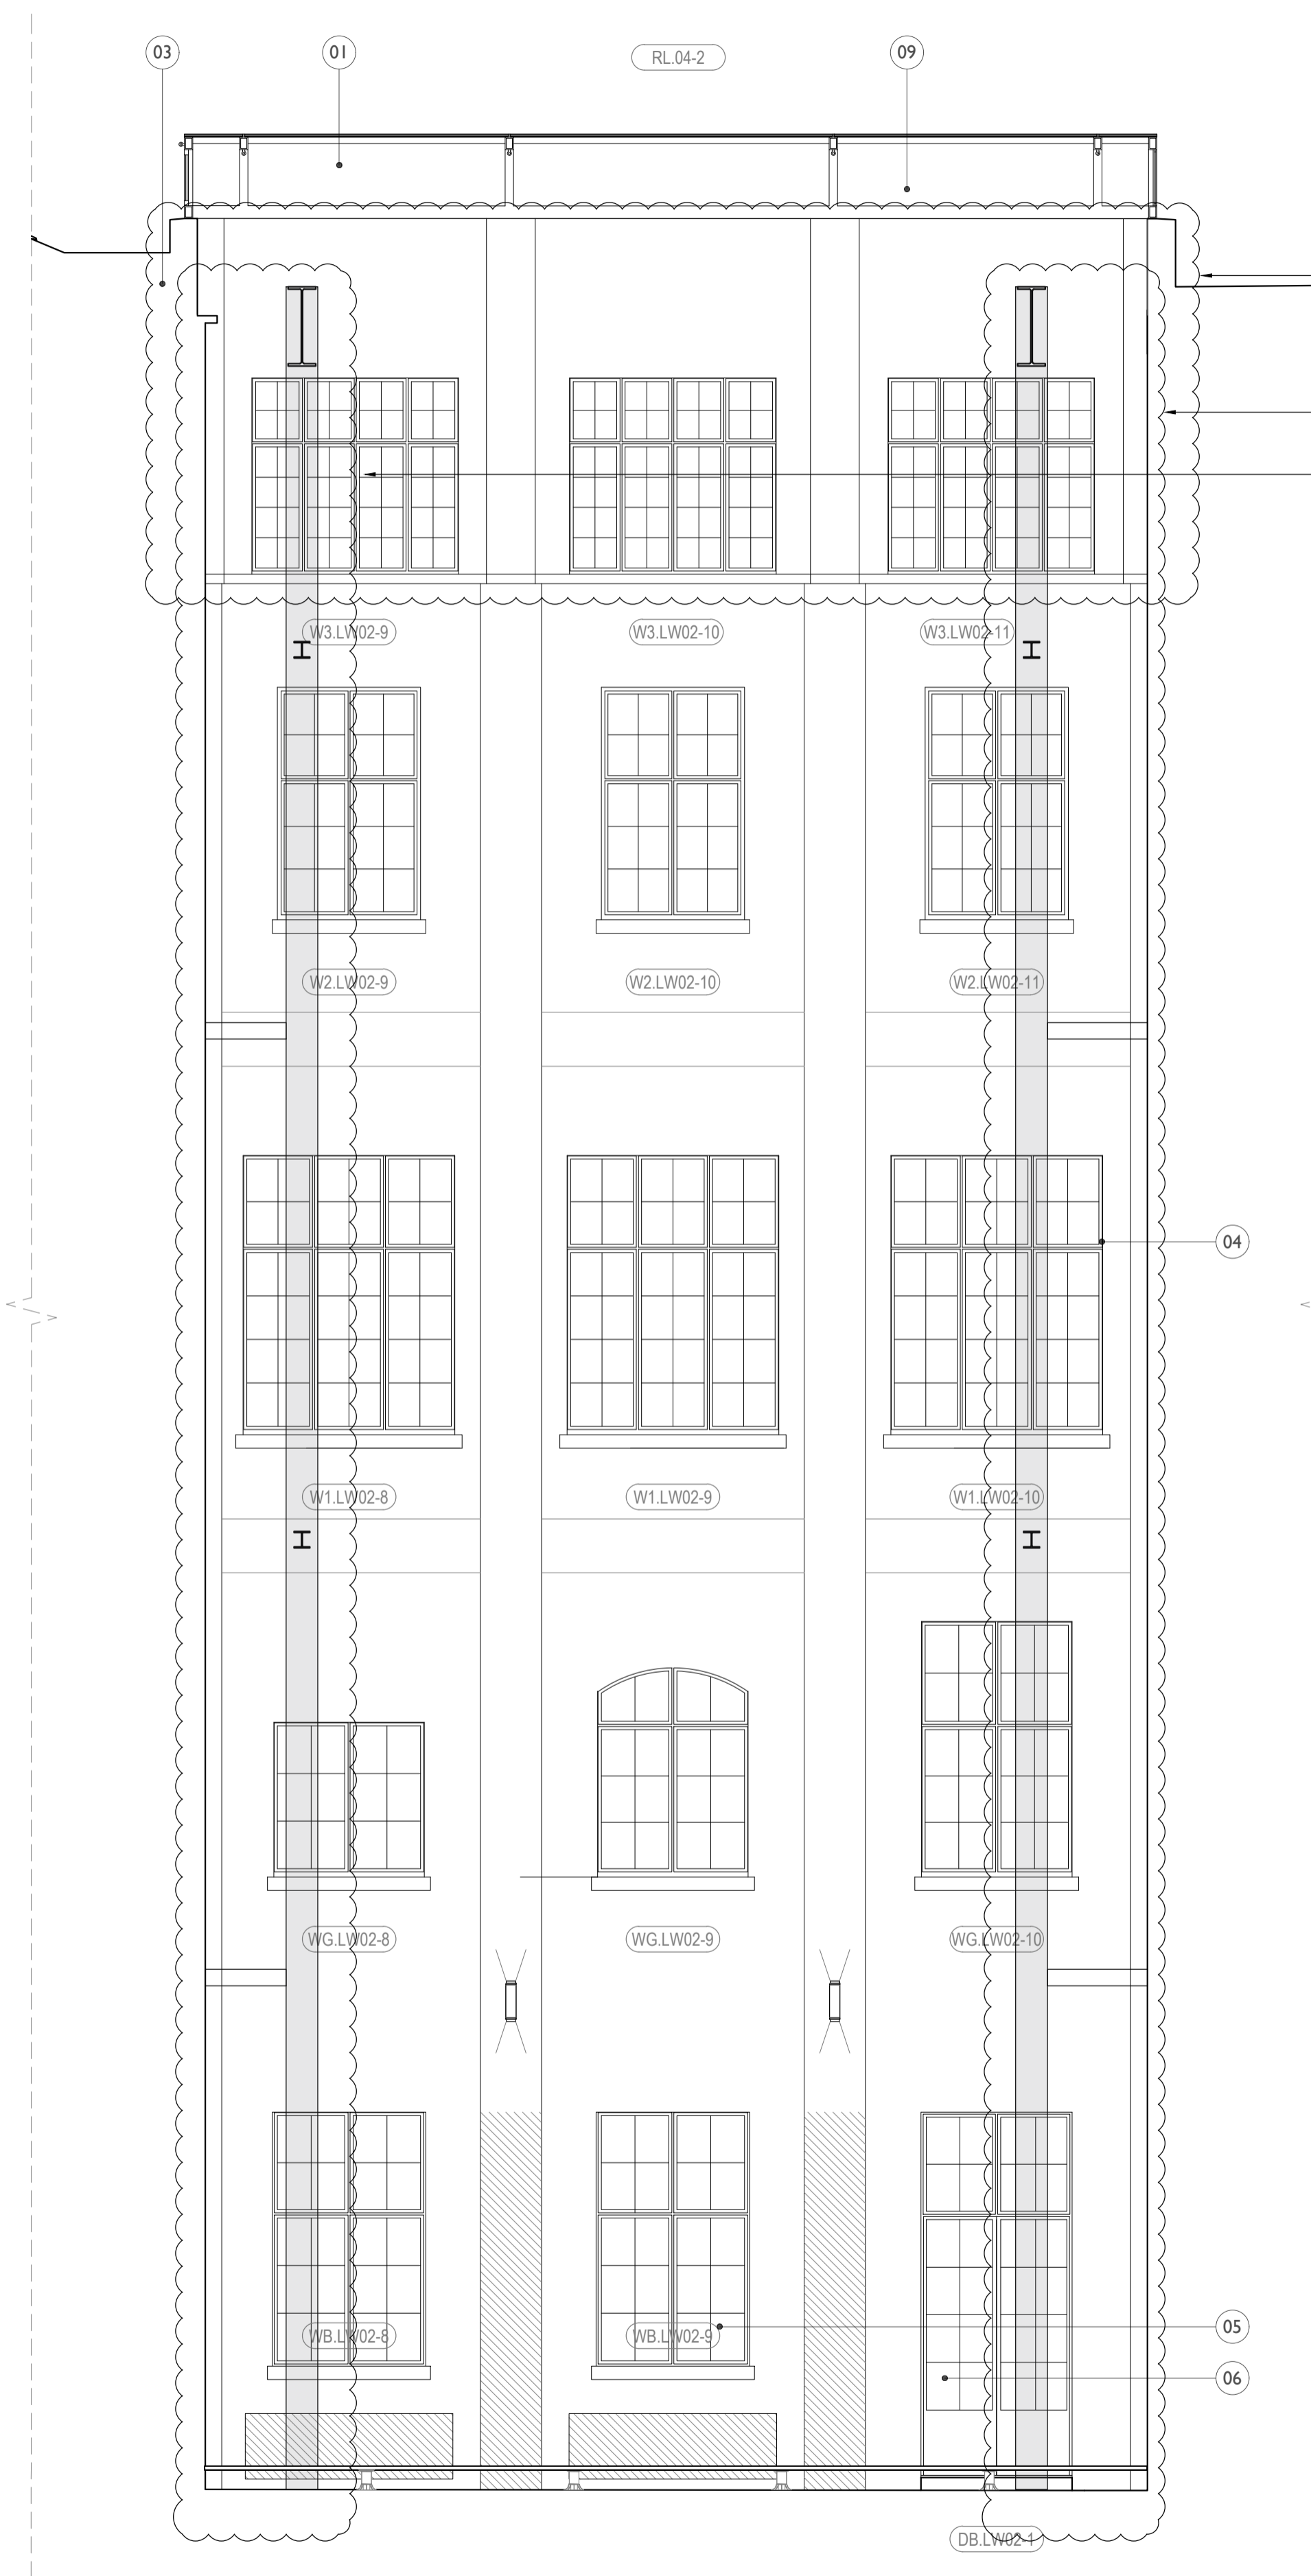 03 01 RL.04-2 09
W3.LW02-9 W3.LW02-10 W3.LW02-11
W2.LW02-9 W2.LW02-10 W2.LW02-11
04
W1.LW02-8 W1.LW02-9 W1.LW02-10
WG.LW02-8 WG.LW02-9 WG.LW02-10
05
WB.LW02-8 WB.LW02-9
06
DB.LW02-1